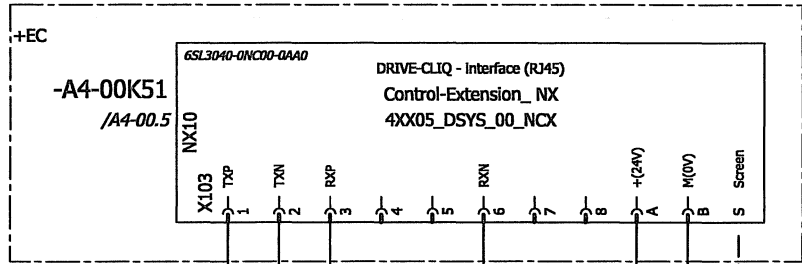 +EC
6SL3040-0NC00-0AA0
DRIVE-CLIQ - interface (RJ45)
-A4-00K51
Control-Extension_ NX
/A4-00.5
4XX05_DSYS_00_NCX
NX10
X103
TXP
TXN
RXP
RXN
+(24V)
M(0V)
Screen
1
2
3
4
5
6
7
8
A
B
S